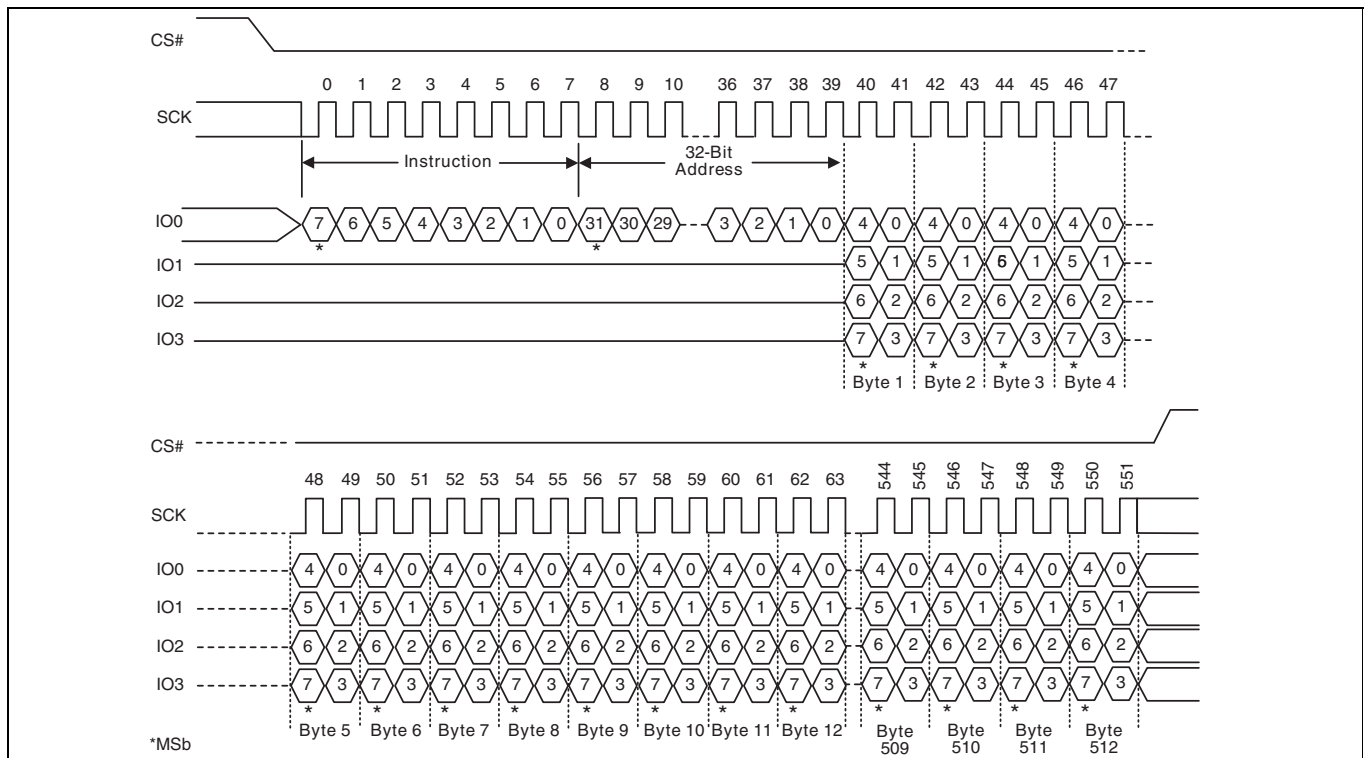 CS#
0 1 2 3 4 5 6 7 8 9 10 36 37 38 39 40 41 42 43 44 45 46 47
SCK
Instruction
32-Bit
Address
IO0 7 6 5 4 3 2 1 0 31 30 29 3 2 1 0 4 0 4 0 4 0 4 0
* *
IO1 5 1 5 1 6 1 5 1
IO2 6 2 6 2 6 2 6 2
IO3 7 3 7 3 7 3 7 3
* * * *
Byte 1 Byte 2 Byte 3 Byte 4
CS#
48 49 50 51 52 53 54 55 56 57 58 59 60 61 62 63 544 545 546 547 548 549 550 551
SCK
IO0 4 0 4 0 4 0 4 0 4 0 4 0 4 0 4 0 4 0 4 0 4 0 4 0
IO1 5 1 5 1 5 1 5 1 5 1 5 1 5 1 5 1 5 1 5 1 5 1 5 1
IO2 6 2 6 2 6 2 6 2 6 2 6 2 6 2 6 2 6 2 6 2 6 2 6 2
IO3 7 3 7 3 7 3 7 3 7 3 7 3 7 3 7 3 7 3 7 3 7 3 7 3
* * * * * * * * * * * *
Byte 5 Byte 6 Byte 7 Byte 8 Byte 9 Byte 10 Byte 11 Byte 12 Byte Byte Byte Byte
509 510 511 512
*MSb